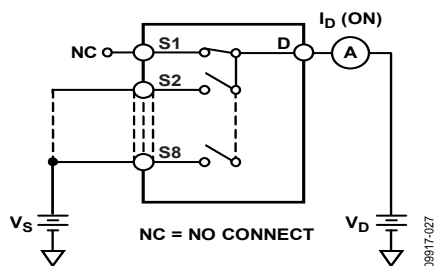 I_D (ON)
NC
S1
D
A
S2
S8
V_S
V_D
NC = NO CONNECT
09917-027